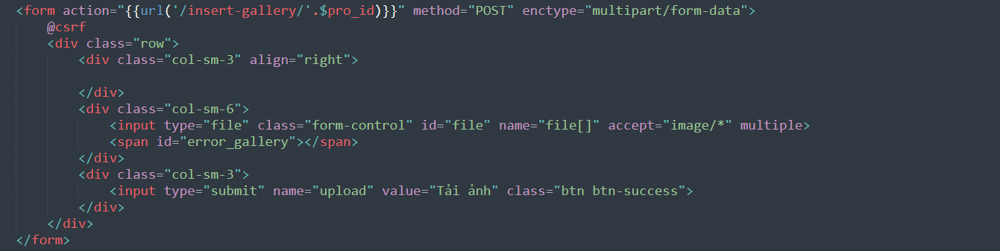 <form action="{{url('/insert-gallery/'.$pro_id)}}" method="POST" enctype="multipart/form-data">
@csrf
<div class="row">
<div class="col-sm-3" align="right">
</div>
<div class="col-sm-6">
<input type="file" class="form-control" id="file" name="file[]" accept="image/*" multiple>
<span id="error_gallery"></span>
</div>
<div class="col-sm-3">
<input type="submit" name="upload" value="Tải ảnh" class="btn btn-success">
</div>
</div>
</form>